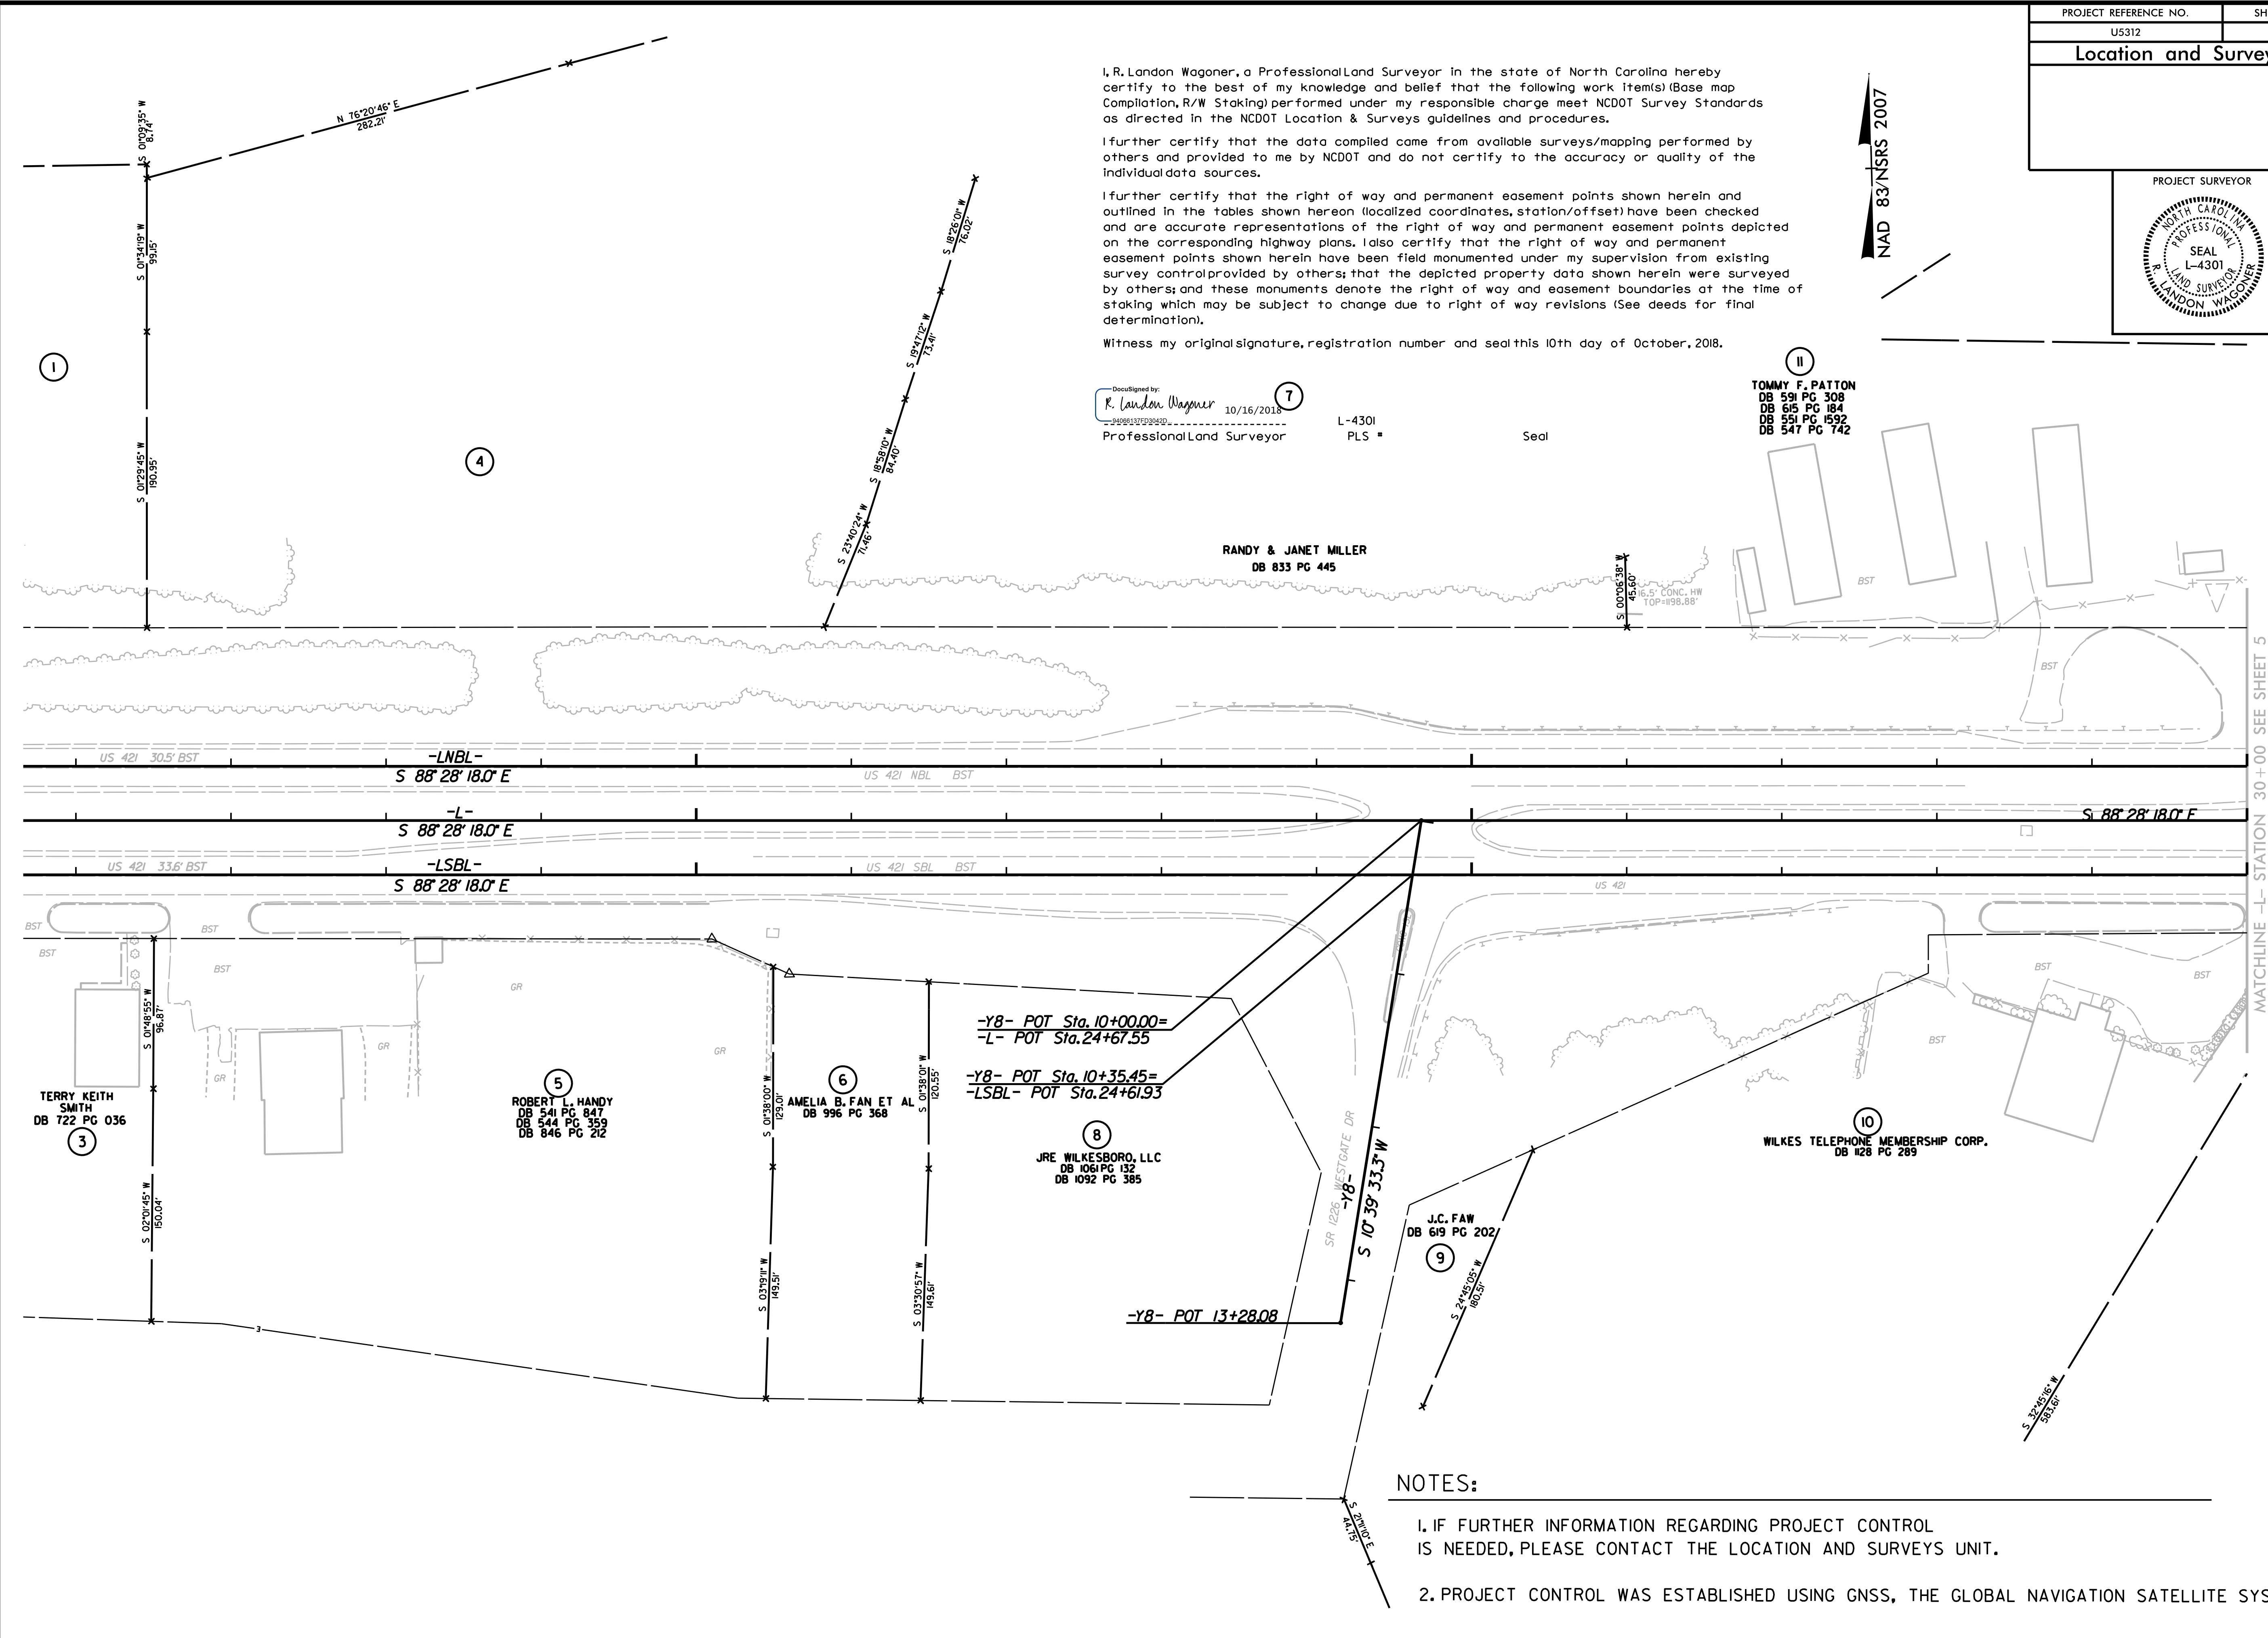 PROJECT REFERENCE NO.
SH
U5312
Location and Survey
PROJECT SURVEYOR
NORTH CAROLINA
PROFESSIONAL
SEAL
L-4301
LAND SURVEYOR
R. LANDON WAGONER
I, R. Landon Wagoner, a Professional Land Surveyor in the state of North Carolina hereby
certify to the best of my knowledge and belief that the following work item(s) (Base map
Compilation, R/W Staking) performed under my responsible charge meet NCDOT Survey Standards
as directed in the NCDOT Location & Surveys guidelines and procedures.
I further certify that the data compiled came from available surveys/mapping performed by
others and provided to me by NCDOT and do not certify to the accuracy or quality of the
individual data sources.
I further certify that the right of way and permanent easement points shown herein and
outlined in the tables shown hereon (localized coordinates, station/offset) have been checked
and are accurate representations of the right of way and permanent easement points depicted
on the corresponding highway plans. I also certify that the right of way and permanent
easement points shown herein have been field monumented under my supervision from existing
survey control provided by others; that the depicted property data shown herein were surveyed
by others; and these monuments denote the right of way and easement boundaries at the time of
staking which may be subject to change due to right of way revisions (See deeds for final
determination).
Witness my original signature, registration number and seal this 10th day of October, 2018.
DocuSigned by:
R. Landon Wagoner
10/16/2018
94066137FD3042D...
Professional Land Surveyor
L-4301
PLS #
Seal
7
NAD 83/NSRS 2007
11
TOMMY F. PATTON
DB 591 PG 308
DB 615 PG 184
DB 551 PG 1592
DB 547 PG 742
S 01°09'35" W
8.74'
N 76°20'46" E
282.21'
S 01°34'19" W
99.15'
1
S 01°29'45" W
190.95'
4
S 18°26'01" W
76.02'
S 19°47'12" W
73.41'
S 18°58'10" W
84.40'
S 23°40'24" W
71.46'
RANDY & JANET MILLER
DB 833 PG 445
S 00°06'38" W
45.60'
16.5' CONC. HW
TOP=1198.88'
BST
BST
US 421 30.5' BST
-LNBL-
S 88° 28' 18.0" E
US 421 NBL BST
-L-
S 88° 28' 18.0" E
S 88° 28' 18.0" E
US 421 33.6' BST
-LSBL-
S 88° 28' 18.0" E
US 421 SBL BST
US 421
MATCHLINE -L- STATION 30+00 SEE SHEET 5
BST
BST
BST
BST
GR
GR
GR
GR
BST
BST
BST
S 01°48'55" W
96.87'
TERRY KEITH
SMITH
DB 722 PG 036
3
S 02°01'45" W
150.04'
5
ROBERT L. HANDY
DB 541 PG 847
DB 544 PG 359
DB 846 PG 212
S 01°38'00" W
129.01'
6
AMELIA B. FAN ET AL
DB 996 PG 368
S 01°38'01" W
120.55'
-Y8- POT Sta. 10+00.00=
-L- POT Sta. 24+67.55
-Y8- POT Sta. 10+35.45=
-LSBL- POT Sta. 24+61.93
8
JRE WILKESBORO, LLC
DB 1061 PG 132
DB 1092 PG 385
S 03°19'11" W
149.51'
S 03°30'57" W
149.61'
SR 1226 WESTGATE DR
-Y8-
S 10° 39' 33.3" W
-Y8- POT 13+28.08
J.C. FAW
DB 619 PG 202
9
S 24°45'05" W
180.51'
10
WILKES TELEPHONE MEMBERSHIP CORP.
DB 1128 PG 289
S 32°45'16" W
583.61'
E
S 21°11'10" E
44.75'
NOTES:
1. IF FURTHER INFORMATION REGARDING PROJECT CONTROL
IS NEEDED, PLEASE CONTACT THE LOCATION AND SURVEYS UNIT.
2. PROJECT CONTROL WAS ESTABLISHED USING GNSS, THE GLOBAL NAVIGATION SATELLITE SYS